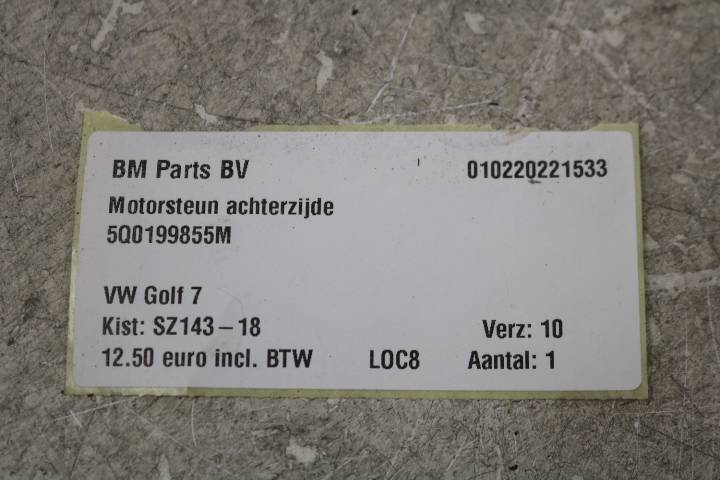 BM Parts BV 010220221533
Motorsteun achterzijde
5Q0199855M
VW Golf 7
Kist: SZ143-18 Verz: 10
12.50 euro incl. BTW LOC8 Aantal: 1